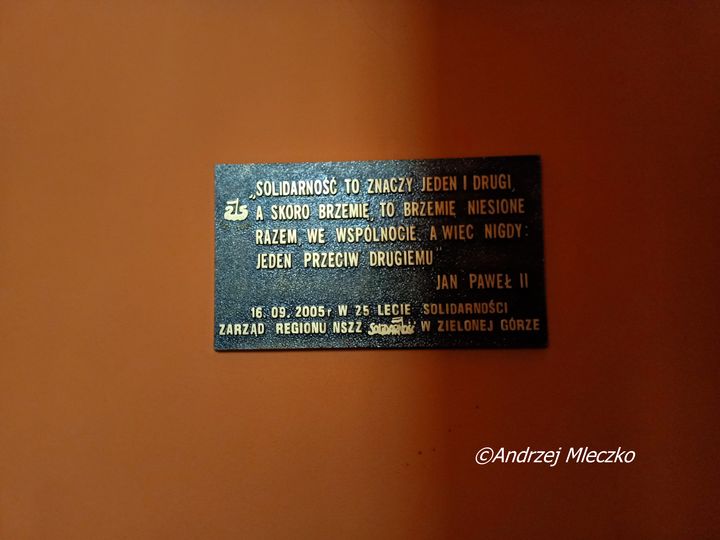 „SOLIDARNOŚĆ TO ZNACZY JEDEN I DRUGI,
A SKORO BRZEMIĘ, TO BRZEMIĘ NIESIONE
RAZEM, WE WSPÓLNOCIE. A WIĘC NIGDY:
JEDEN PRZECIW DRUGIEMU"
JAN PAWEŁ II
16. 09. 2005r W 25 LECIE SOLIDARNOŚCI
ZARZĄD REGIONU NSZZ SOLIDARNOŚĆ W ZIELONEJ GÓRZE
©Andrzej Mleczko